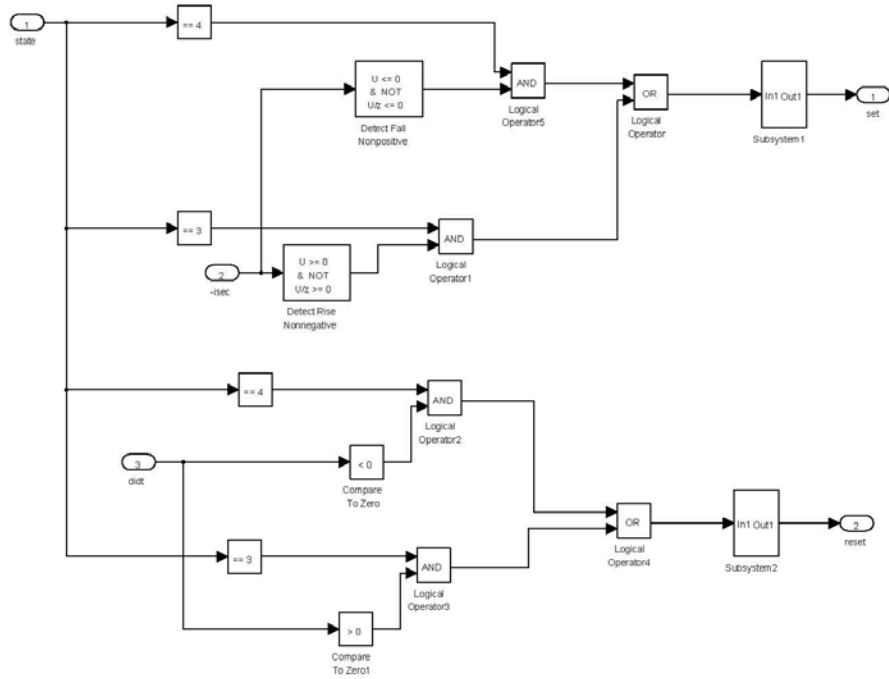 1
state
== 4
U <= 0
& NOT
U/z <= 0
Detect Fall
Nonpositive
AND
Logical
Operator5
OR
Logical
Operator
In1 Out1
Subsystem1
1
set
== 3
2
-isec
U >= 0
& NOT
U/z >= 0
Detect Rise
Nonnegative
AND
Logical
Operator1
== 4
AND
Logical
Operator2
3
didt
< 0
Compare
To Zero
== 3
AND
Logical
Operator3
> 0
Compare
To Zero1
OR
Logical
Operator4
In1 Out1
Subsystem2
2
reset